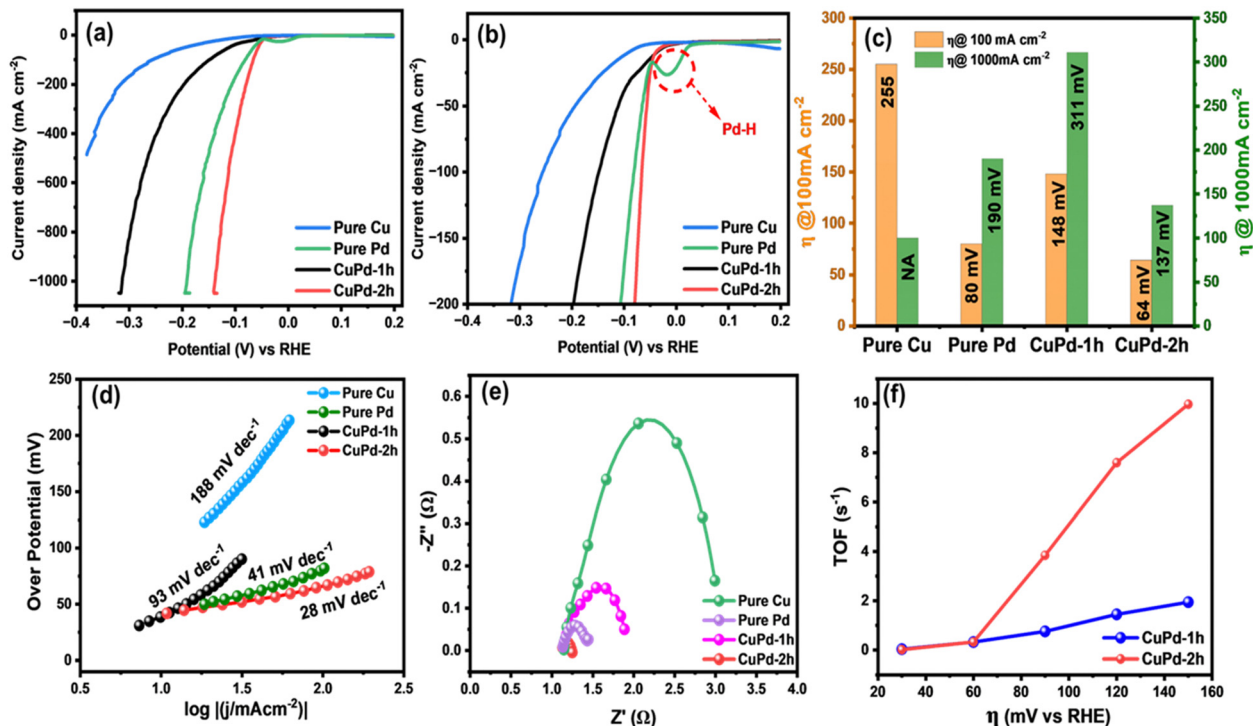 (a)
Current density (mA cm-2)
0
−200
−400
−600
−800
−1000
Pure Cu
Pure Pd
CuPd-1h
CuPd-2h
−0.4 −0.3 −0.2 −0.1 0.0 0.1 0.2
Potential (V) vs RHE
(b)
Current density (mA cm-2)
0
−50
−100
−150
−200
Pd-H
Pure Cu
Pure Pd
CuPd-1h
CuPd-2h
−0.4 −0.3 −0.2 −0.1 0.0 0.1 0.2
Potential (V) vs RHE
(c)
η@ 100 mA cm-2
η@ 1000mA cm-2
η @100mA cm-2
300
250
200
150
100
50
0
255
NA
80 mV
190 mV
148 mV
311 mV
64 mV
137 mV
350
300
250
200
150
100
50
0
η @ 1000mA cm-2
Pure Cu Pure Pd CuPd-1h CuPd-2h
(d)
Over Potential (mV)
250
200
150
100
50
0
Pure Cu
Pure Pd
CuPd-1h
CuPd-2h
188 mV dec-1
93 mV dec-1
41 mV dec-1
28 mV dec-1
0.5 1.0 1.5 2.0 2.5
log |(j/mAcm-2)|
(e)
-Z'' (Ω)
0.6
0.5
0.4
0.3
0.2
0.1
0.0
Pure Cu
Pure Pd
CuPd-1h
CuPd-2h
0.0 0.5 1.0 1.5 2.0 2.5 3.0 3.5 4.0
Z' (Ω)
(f)
TOF (s-1)
10
8
6
4
2
0
CuPd-1h
CuPd-2h
20 40 60 80 100 120 140 160
η (mV vs RHE)